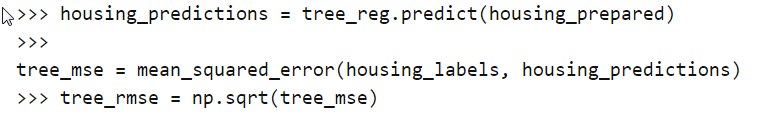 >>> housing_predictions = tree_reg.predict(housing_prepared)
>>>
tree_mse = mean_squared_error(housing_labels, housing_predictions)
>>> tree_rmse = np.sqrt(tree_mse)